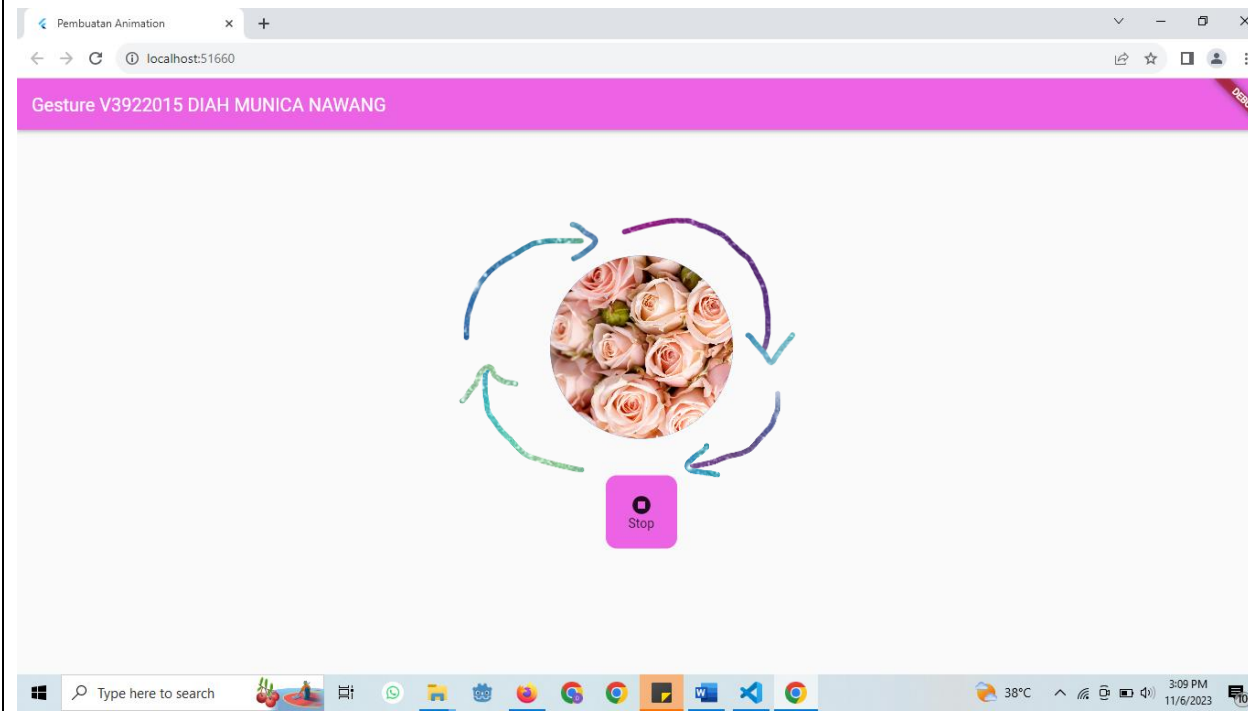 Pembuatan Animation
localhost:51660
Gesture V3922015 DIAH MUNICA NAWANG
Stop
Type here to search
38°C
3:09 PM
11/6/2023